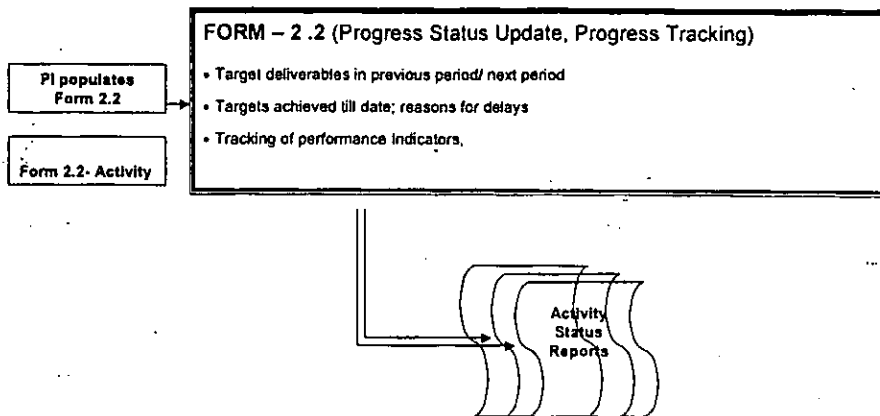 FORM – 2 .2 (Progress Status Update, Progress Tracking)
• Target deliverables in previous period/ next period
• Targets achieved till date; reasons for delays
• Tracking of performance indicators,
PI populates
Form 2.2
Form 2.2- Activity
Activity
Status
Reports